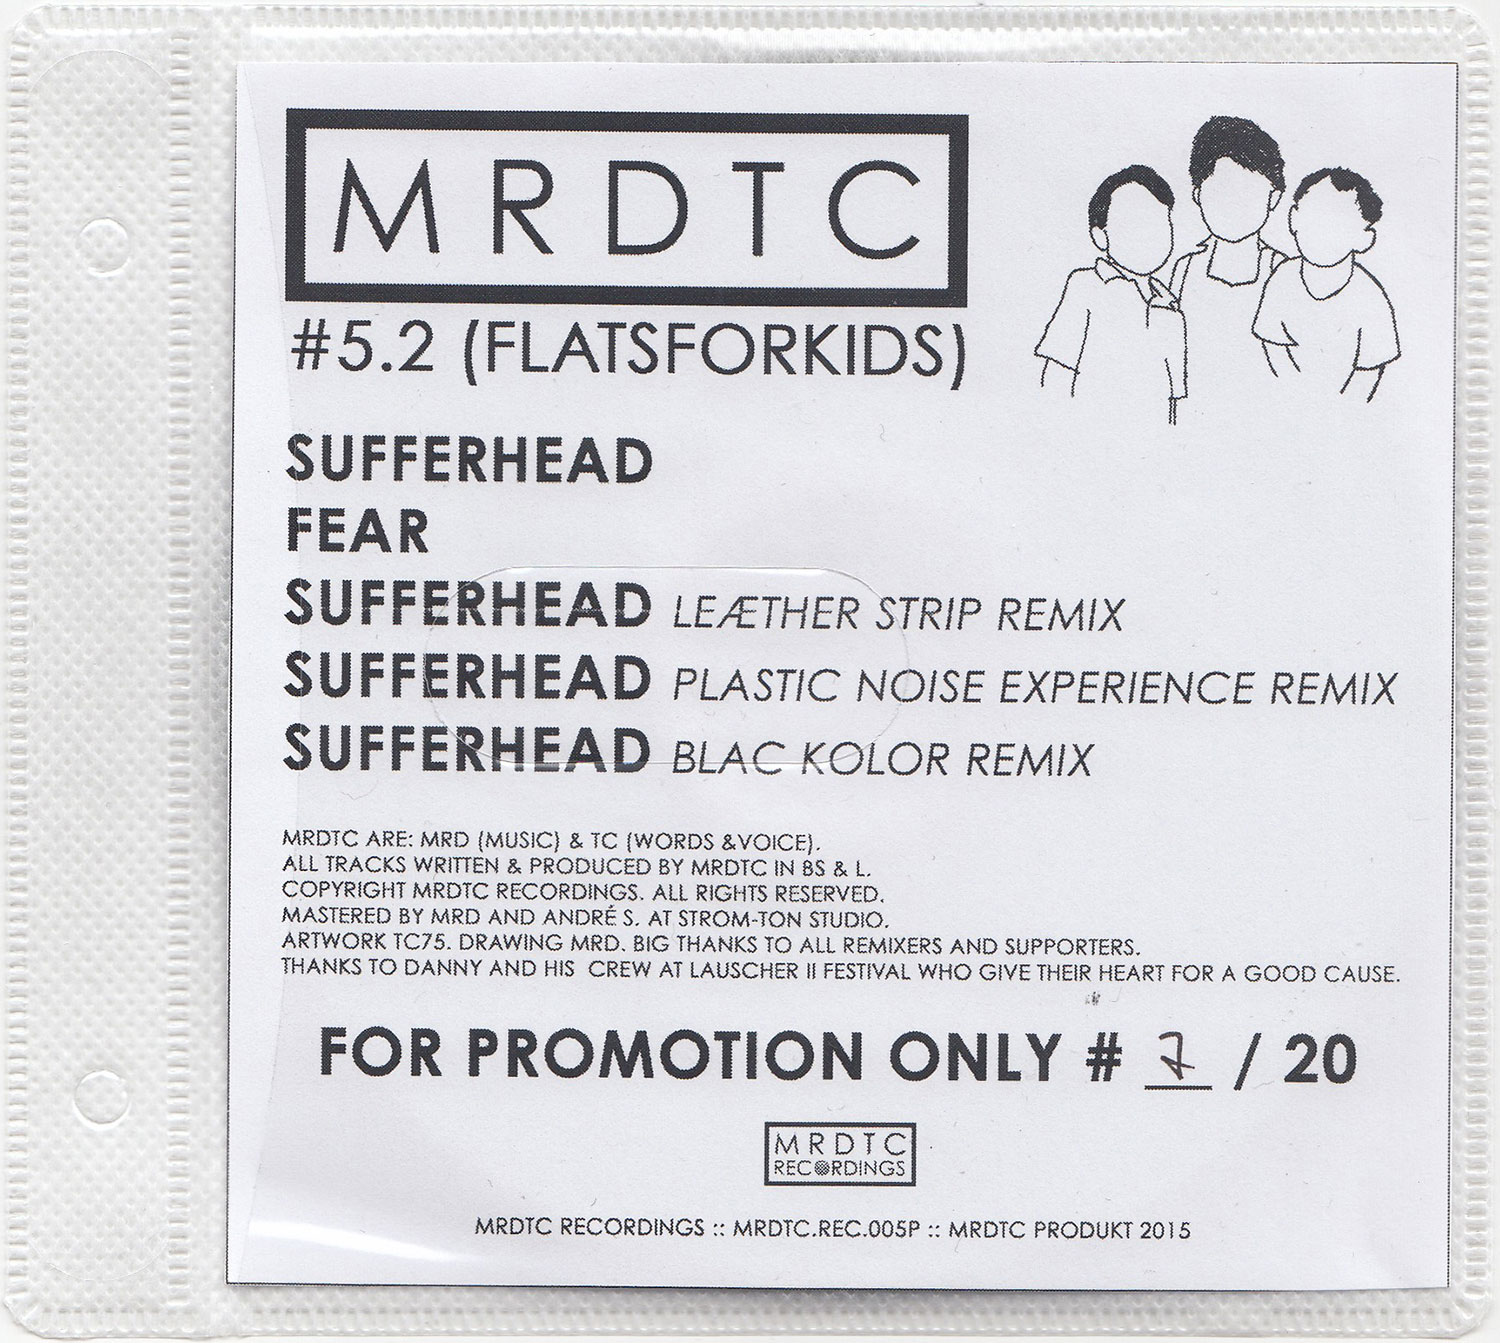 MRDTC
#5.2 (FLATSFORKIDS)
SUFFERHEAD
FEAR
SUFFERHEAD LEÆTHER STRIP REMIX
SUFFERHEAD PLASTIC NOISE EXPERIENCE REMIX
SUFFERHEAD BLAC KOLOR REMIX
MRDTC ARE: MRD (MUSIC) & TC (WORDS &VOICE).
ALL TRACKS WRITTEN & PRODUCED BY MRDTC IN BS & L.
COPYRIGHT MRDTC RECORDINGS. ALL RIGHTS RESERVED.
MASTERED BY MRD AND ANDRÉ S. AT STROM-TON STUDIO.
ARTWORK TC75. DRAWING MRD. BIG THANKS TO ALL REMIXERS AND SUPPORTERS.
THANKS TO DANNY AND HIS CREW AT LAUSCHER II FESTIVAL WHO GIVE THEIR HEART FOR A GOOD CAUSE.
FOR PROMOTION ONLY # 7 / 20
MRDTC
RECORDINGS
MRDTC RECORDINGS :: MRDTC.REC.005P :: MRDTC PRODUKT 2015